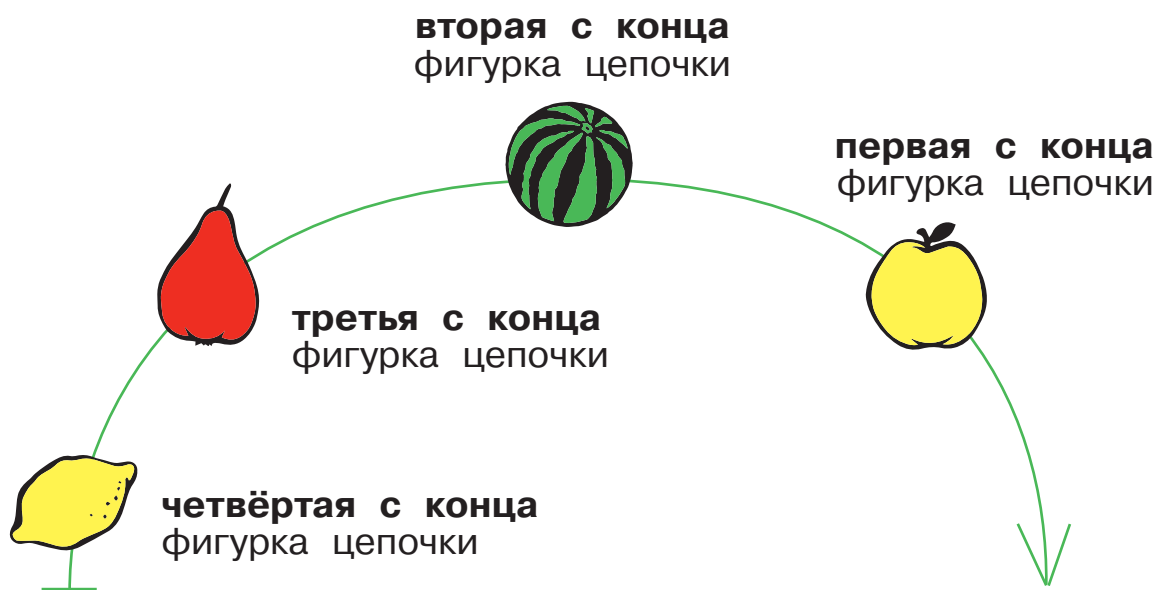 вторая с конца
фигурка цепочки
первая с конца
фигурка цепочки
третья с конца
фигурка цепочки
четвёртая с конца
фигурка цепочки